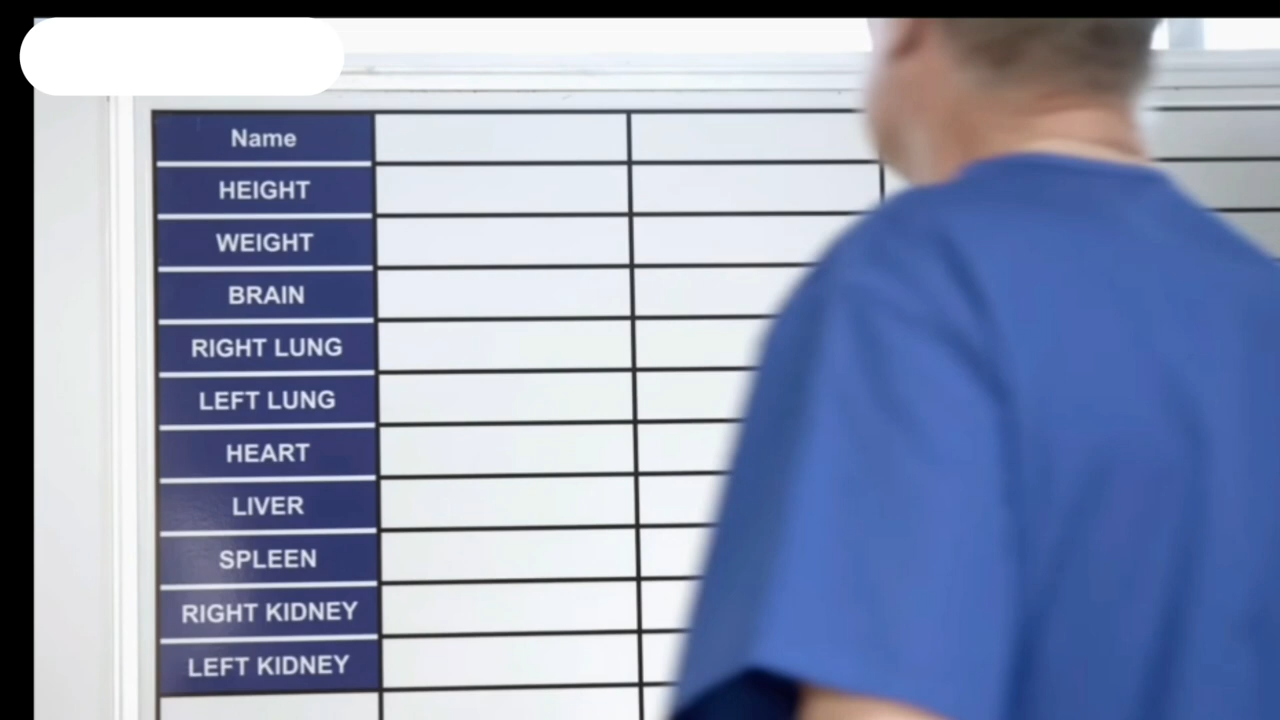 Name
HEIGHT
WEIGHT
BRAIN
RIGHT LUNG
LEFT LUNG
HEART
LIVER
SPLEEN
RIGHT KIDNEY
LEFT KIDNEY